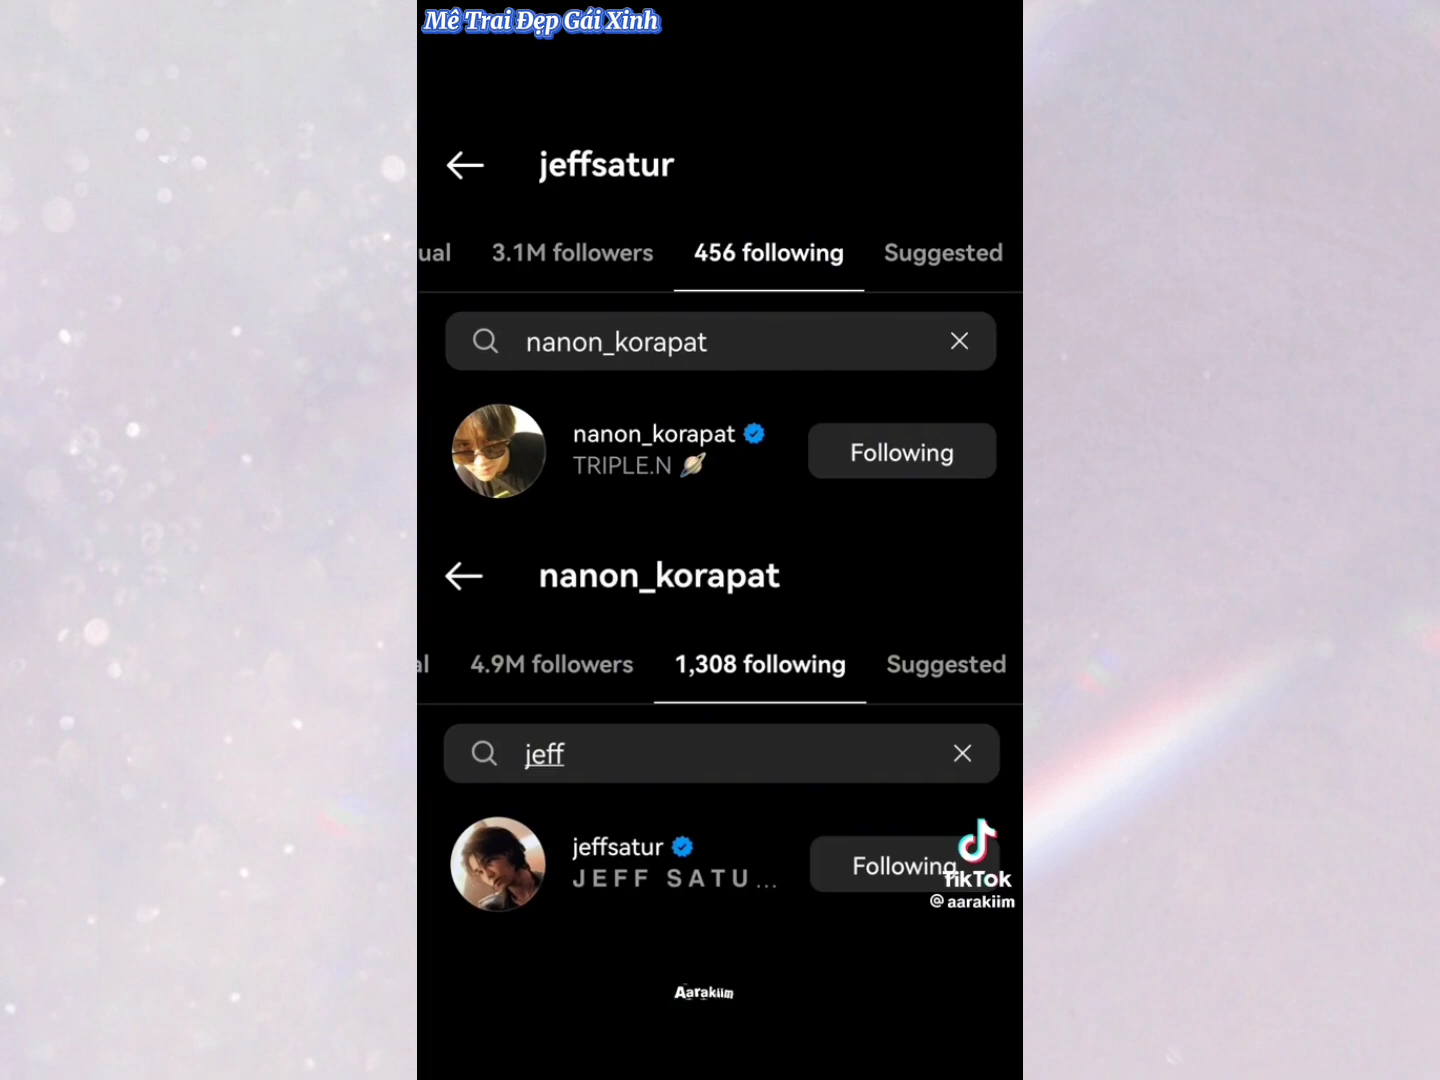 Mê Trai Đẹp Gái Xinh
jeffsatur
ual 3.1M followers 456 following Suggested
nanon_korapat
nanon_korapat
TRIPLE.N 🪐 Following
nanon_korapat
al 4.9M followers 1,308 following Suggested
jeff
jeffsatur
JEFF SATU... Following
TikTok
@aarakiim
Aarakiim